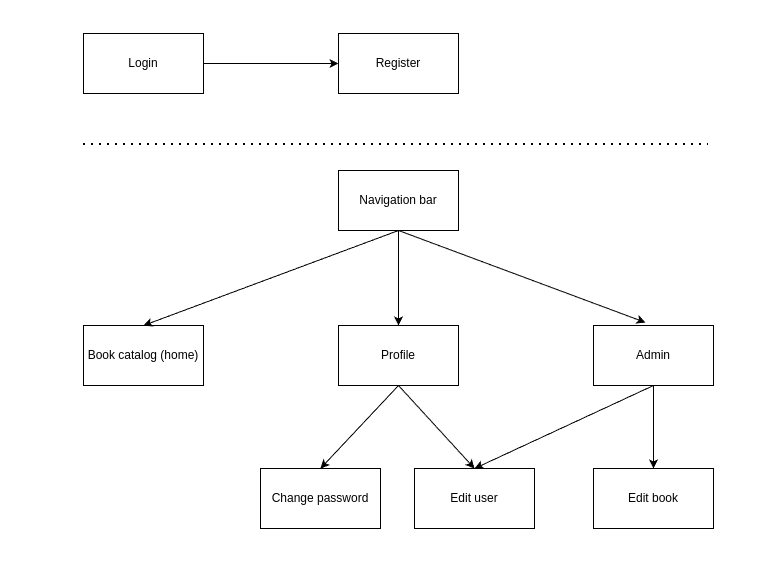 Login
Register
Navigation bar
Book catalog (home)
Profile
Admin
Change password
Edit user
Edit book